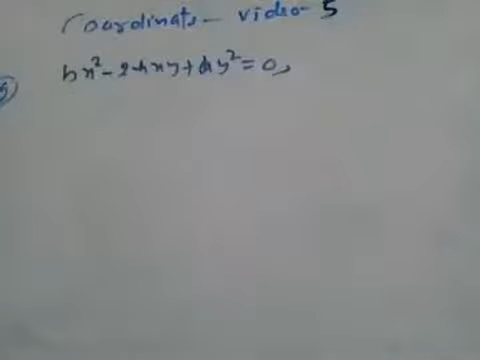 Coordinate - video-5
bx² - 2hxy + ay² = 0,